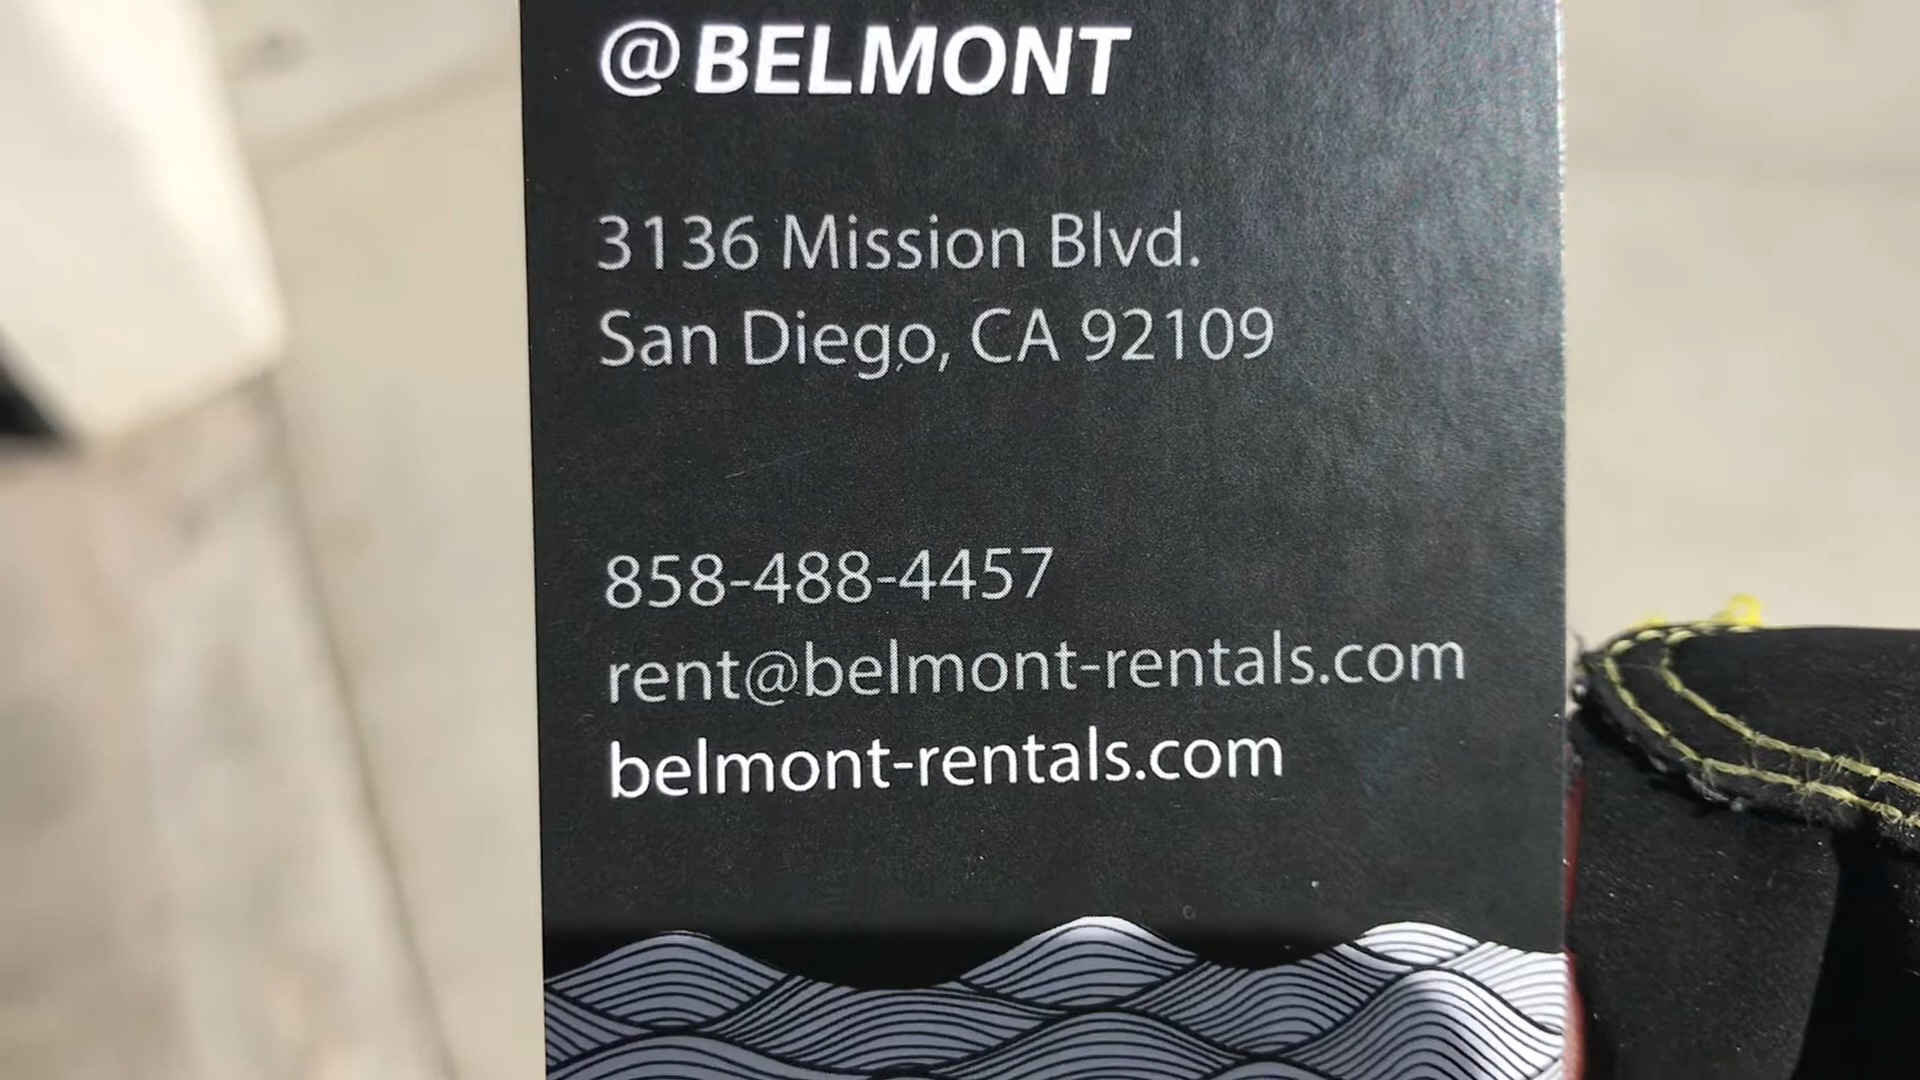 @BELMONT
3136 Mission Blvd.
San Diego, CA 92109
858-488-4457
rent@belmont-rentals.com
belmont-rentals.com